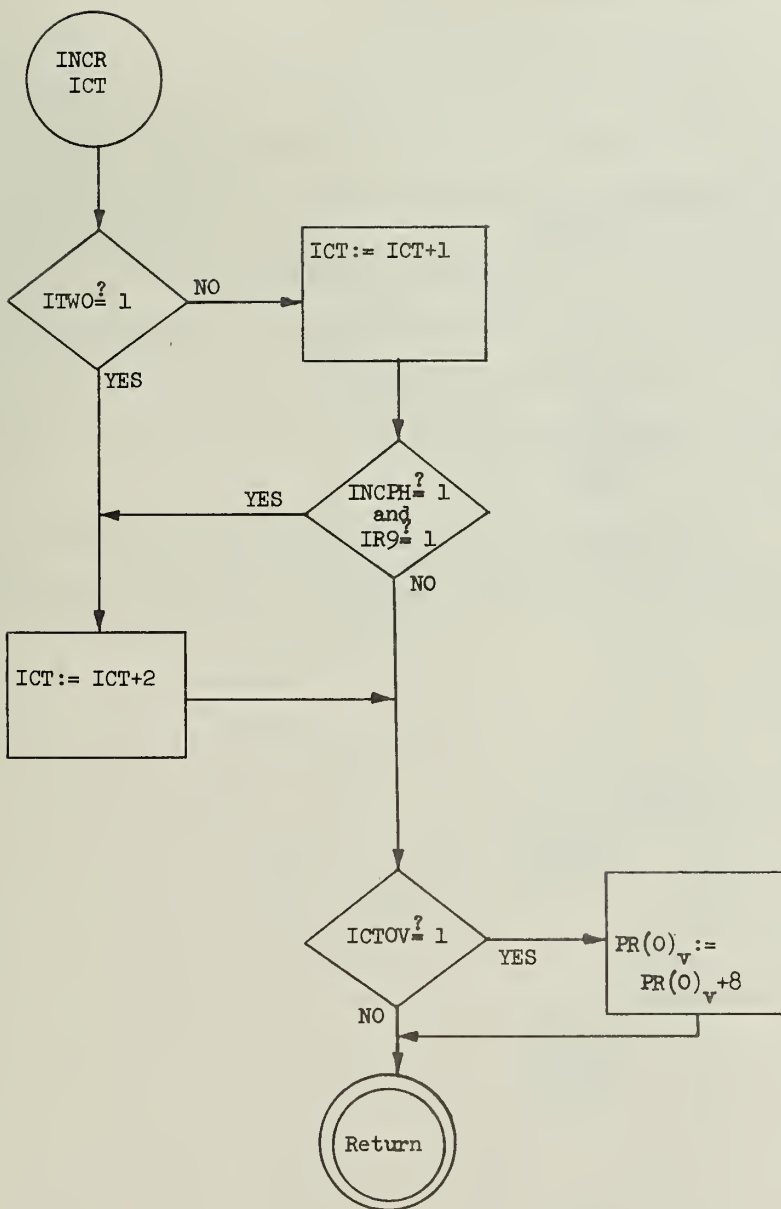 INCR
ICT
ITWO ≟ 1
NO
ICT:= ICT+1
YES
INCPH ≟ 1
and
IR9 ≟ 1
YES
NO
ICT:= ICT+2
ICTOV ≟ 1
YES
PR(0)v:=
PR(0)v+8
NO
Return